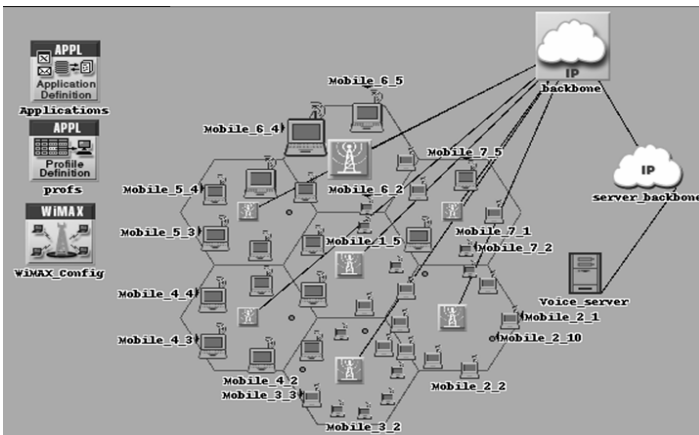 APPL
Application
Definition
Applications
APPL
Profile
Definition
profs
WiMAX
WiMAX_Config
IP
backbone
IP
server_backbone
Voice_server
Mobile_6_5
Mobile_6_4
Mobile_7_5
Mobile_5_4
Mobile_6_2
Mobile_5_3
Mobile_1_5
Mobile_7_1
Mobile_7_2
Mobile_4_4
Mobile_2_1
Mobile_4_3
Mobile_2_10
Mobile_4_2
Mobile_2_2
Mobile_3_3
Mobile_3_2